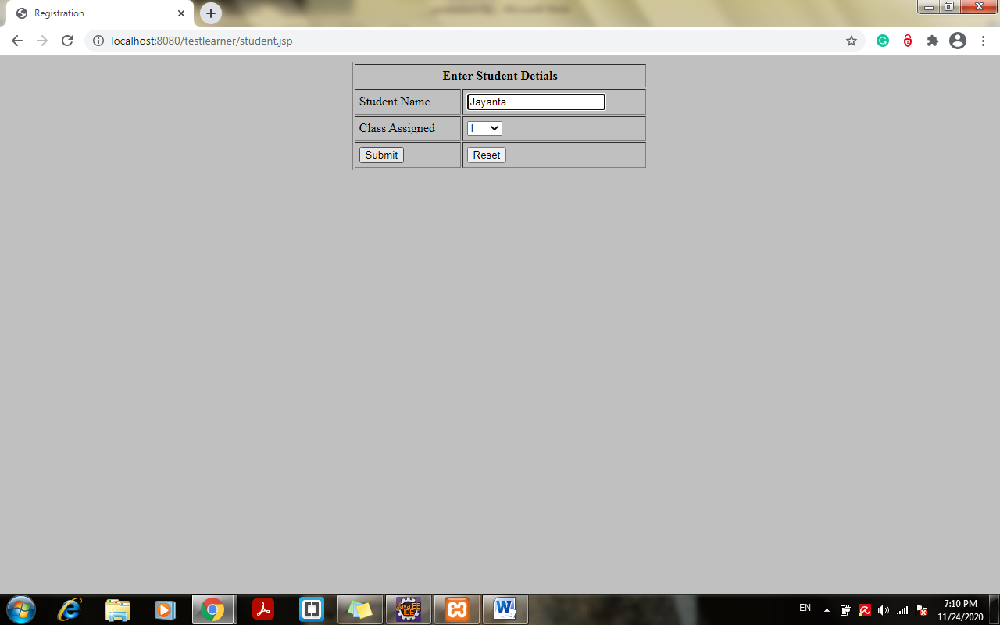 Registration
localhost:8080/testlearner/student.jsp
Enter Student Detials
Student Name Jayanta
Class Assigned I
Submit Reset
Java EE
IDE
EN
7:10 PM
11/24/2020